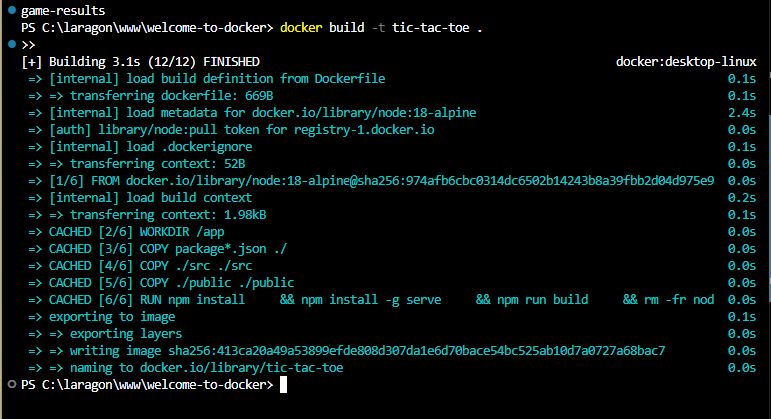 game-results
PS C:\laragon\www\welcome-to-docker> docker build -t tic-tac-toe .
>>
[+] Building 3.1s (12/12) FINISHED docker:desktop-linux
=> [internal] load build definition from Dockerfile 0.1s
=> => transferring dockerfile: 669B 0.1s
=> [internal] load metadata for docker.io/library/node:18-alpine 2.4s
=> [auth] library/node:pull token for registry-1.docker.io 0.0s
=> [internal] load .dockerignore 0.1s
=> => transferring context: 52B 0.0s
=> [1/6] FROM docker.io/library/node:18-alpine@sha256:974afb6cbc0314dc6502b14243b8a39fbb2d04d975e9 0.0s
=> [internal] load build context 0.2s
=> => transferring context: 1.98kB 0.1s
=> CACHED [2/6] WORKDIR /app 0.0s
=> CACHED [3/6] COPY package*.json ./ 0.0s
=> CACHED [4/6] COPY ./src ./src 0.0s
=> CACHED [5/6] COPY ./public ./public 0.0s
=> CACHED [6/6] RUN npm install && npm install -g serve && npm run build && rm -fr nod 0.0s
=> exporting to image 0.1s
=> => exporting layers 0.0s
=> => writing image sha256:413ca20a49a53899efde808d307da1e6d70bace54bc525ab10d7a0727a68bac7 0.0s
=> => naming to docker.io/library/tic-tac-toe 0.0s
PS C:\laragon\www\welcome-to-docker>